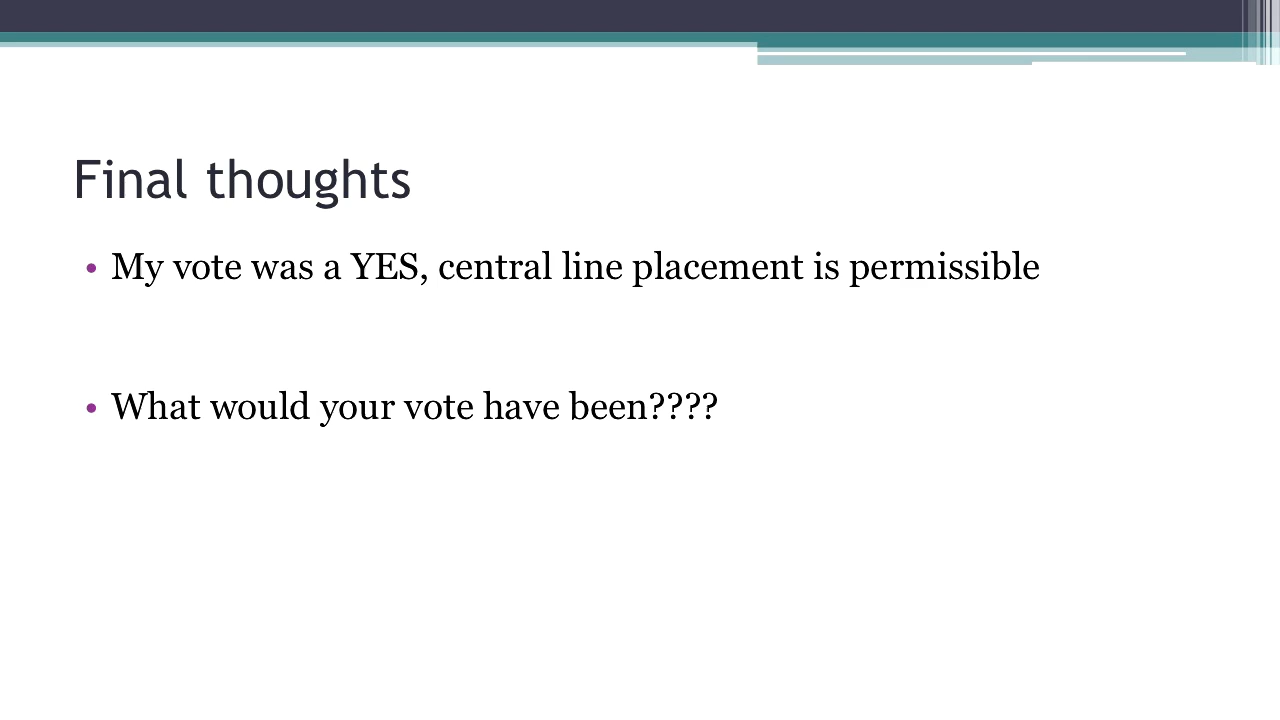 Final thoughts
• My vote was a YES, central line placement is permissible
• What would your vote have been????